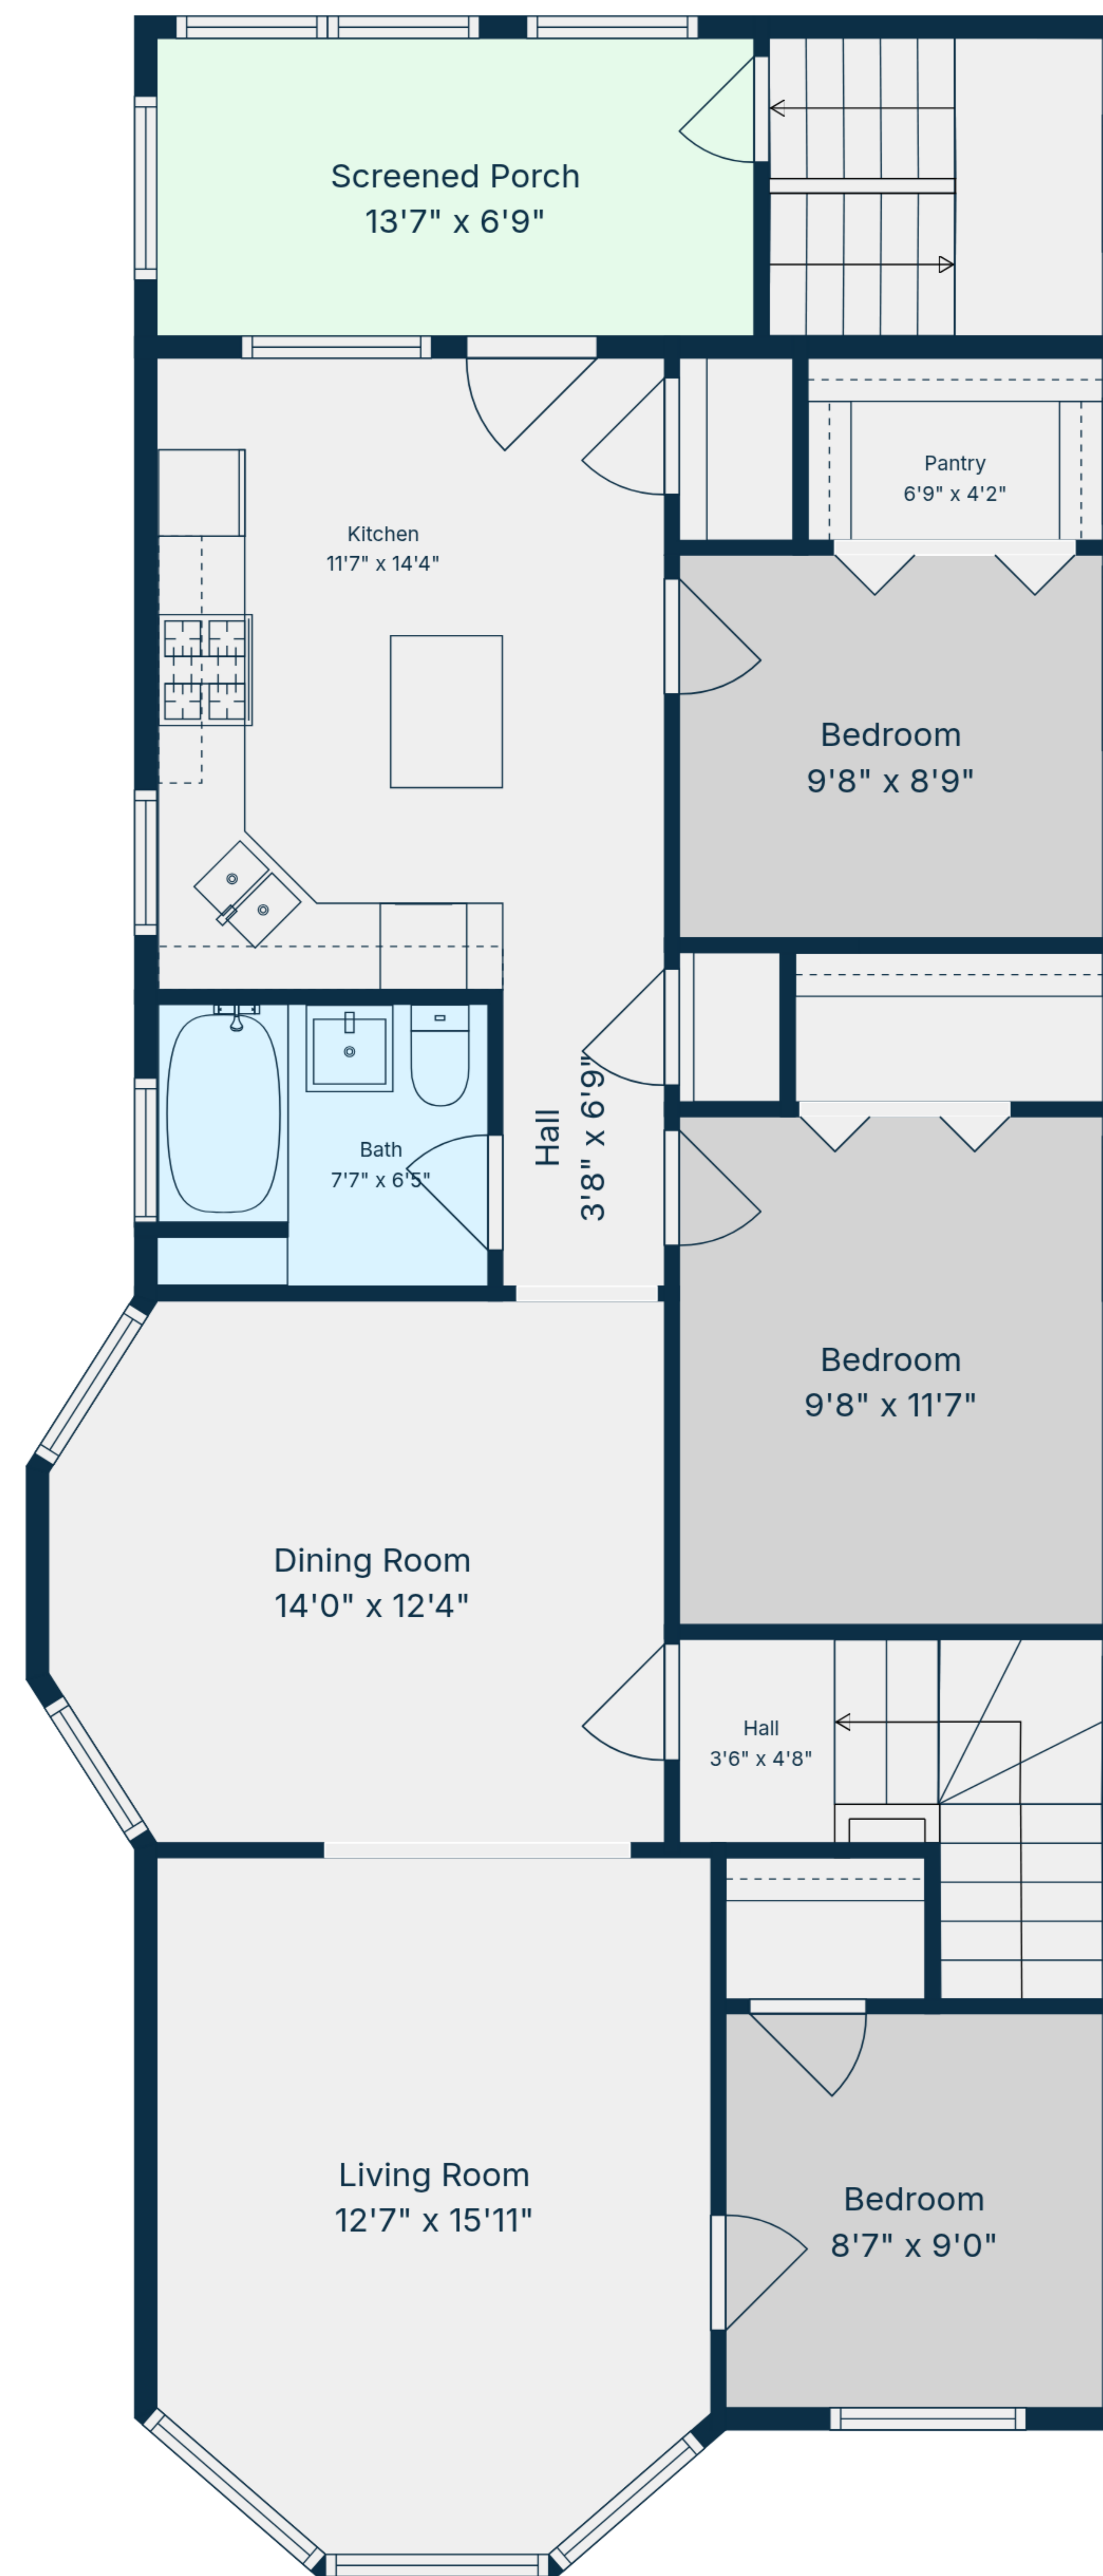 Screened Porch
13'7" x 6'9"
Pantry
6'9" x 4'2"
Kitchen
11'7" x 14'4"
Bedroom
9'8" x 8'9"
Hall
3'8" x 6'9"
Bath
7'7" x 6'5"
Bedroom
9'8" x 11'7"
Dining Room
14'0" x 12'4"
Hall
3'6" x 4'8"
Living Room
12'7" x 15'11"
Bedroom
8'7" x 9'0"